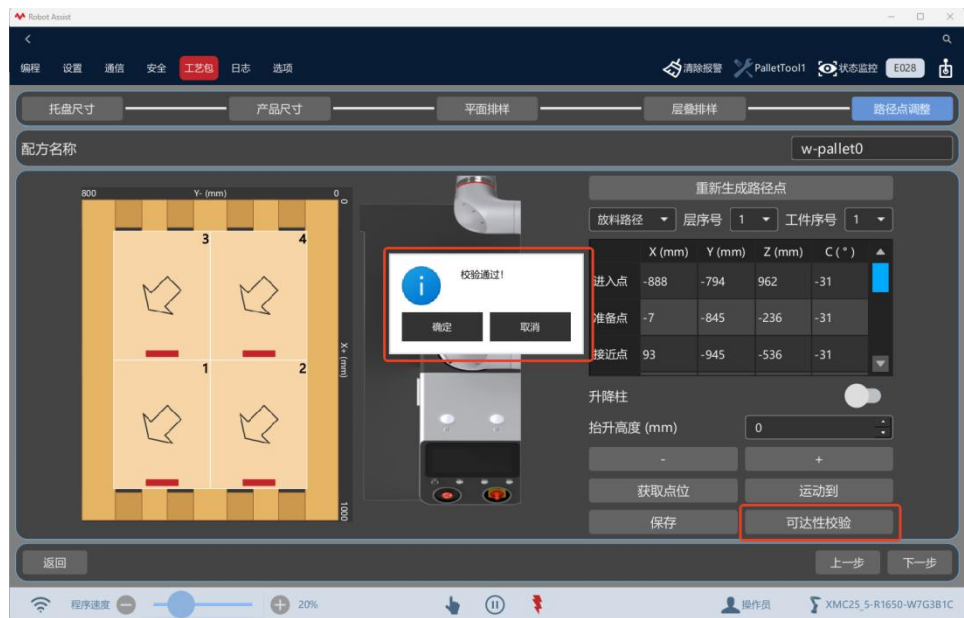 Robot Assist
编程 设置 通信 安全 工艺包 日志 选项 清除报警 PalletTool1 状态监控 E028
托盘尺寸 产品尺寸 平面排样 层叠排样 路径点调整
配方名称 w-pallet0
800 Y- (mm) 0
0
3 4
1 2
X+ (mm)
1000
校验通过!
确定 取消
重新生成路径点
放料路径 层序号 1 工件序号 1
X (mm) Y (mm) Z (mm) C ( ° )
进入点 -888 -794 962 -31
准备点 -7 -845 -236 -31
接近点 93 -945 -536 -31
升降柱
抬升高度 (mm) 0
- +
获取点位 运动到
保存 可达性校验
返回 上一步 下一步
程序速度 20% 操作员 XMC25_5-R1650-W7G3B1C